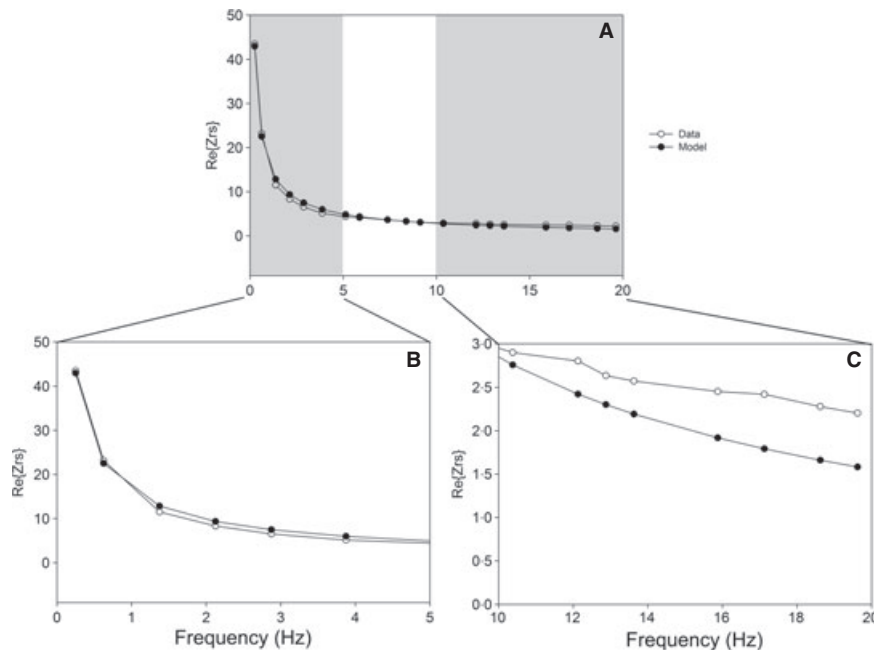 A
50
40
30
20
10
0
Re{Zrs}
0 5 10 15 20
Data
Model
B
50
40
30
20
10
0
Re{Zrs}
0 1 2 3 4 5
Frequency (Hz)
C
3·0
2·5
2·0
1·5
1·0
0·5
0·0
Re{Zrs}
10 12 14 16 18 20
Frequency (Hz)